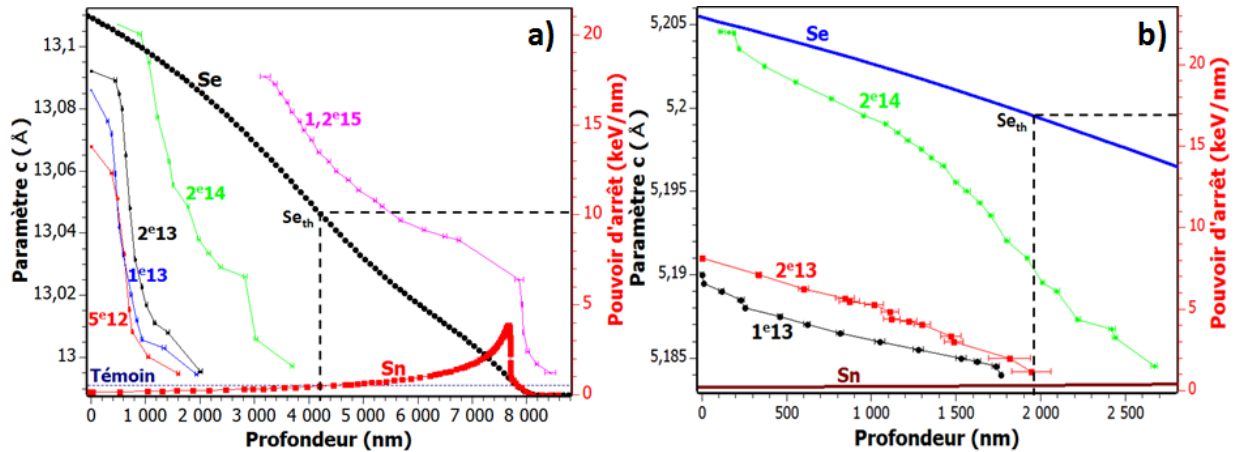 a)
Paramètre c (Å)
13,1
13,08
13,06
13,04
13,02
13
Se
1,2e15
2e14
Se_th
2e13
1e13
5e12
Témoin
Sn
20
15
10
5
0
Pouvoir d'arrêt (keV/nm)
0
1 000
2 000
3 000
4 000
5 000
6 000
7 000
8 000
Profondeur (nm)
b)
Paramètre c (Å)
5,205
5,2
5,195
5,19
5,185
Se
2e14
Se_th
2e13
1e13
Sn
20
15
10
5
0
Pouvoir d'arrêt (keV/nm)
0
500
1 000
1 500
2 000
2 500
Profondeur (nm)